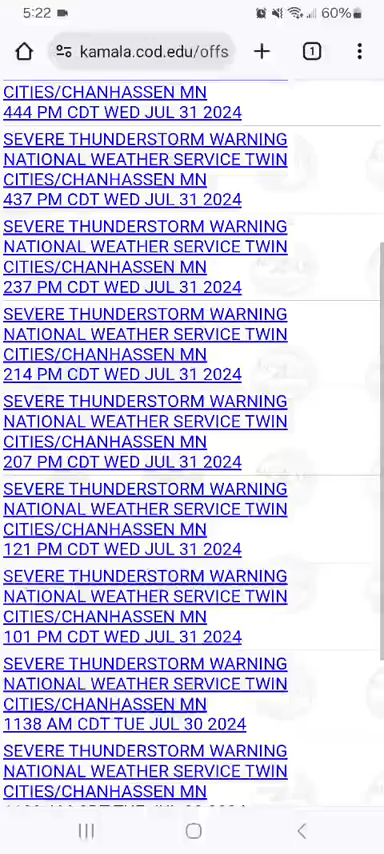 5:22
60%
kamala.cod.edu/offs
1
CITIES/CHANHASSEN MN
444 PM CDT WED JUL 31 2024
SEVERE THUNDERSTORM WARNING
NATIONAL WEATHER SERVICE TWIN
CITIES/CHANHASSEN MN
437 PM CDT WED JUL 31 2024
SEVERE THUNDERSTORM WARNING
NATIONAL WEATHER SERVICE TWIN
CITIES/CHANHASSEN MN
237 PM CDT WED JUL 31 2024
SEVERE THUNDERSTORM WARNING
NATIONAL WEATHER SERVICE TWIN
CITIES/CHANHASSEN MN
214 PM CDT WED JUL 31 2024
SEVERE THUNDERSTORM WARNING
NATIONAL WEATHER SERVICE TWIN
CITIES/CHANHASSEN MN
207 PM CDT WED JUL 31 2024
SEVERE THUNDERSTORM WARNING
NATIONAL WEATHER SERVICE TWIN
CITIES/CHANHASSEN MN
121 PM CDT WED JUL 31 2024
SEVERE THUNDERSTORM WARNING
NATIONAL WEATHER SERVICE TWIN
CITIES/CHANHASSEN MN
101 PM CDT WED JUL 31 2024
SEVERE THUNDERSTORM WARNING
NATIONAL WEATHER SERVICE TWIN
CITIES/CHANHASSEN MN
1138 AM CDT TUE JUL 30 2024
SEVERE THUNDERSTORM WARNING
NATIONAL WEATHER SERVICE TWIN
CITIES/CHANHASSEN MN